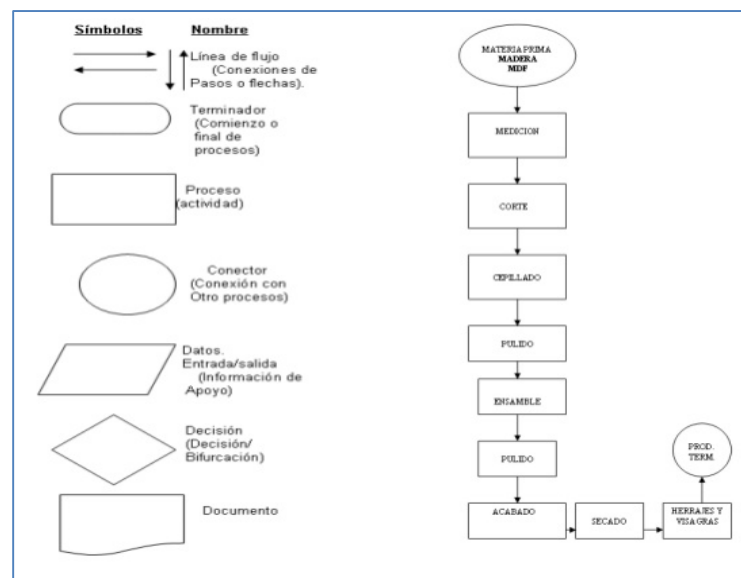 Símbolos
Nombre
Línea de flujo
(Conexiones de
Pasos o flechas).
Terminador
(Comienzo o
final de
procesos)
Proceso
(actividad)
Conector
(Conexión con
Otro procesos)
Datos.
Entrada/salida
(Información de
Apoyo)
Decisión
(Decisión/
Bifurcación)
Documento
MATERIA PRIMA
MADERA
MDF
MEDICION
CORTE
CEPILLADO
PULIDO
ENSAMBLE
PULIDO
ACABADO
SECADO
HERRAJES Y
VISAGRAS
PROD.
TERM.